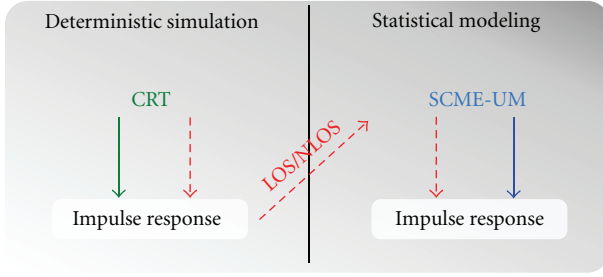 Deterministic simulation
CRT
Impulse response
LOS/NLOS
Statistical modeling
SCME-UM
Impulse response